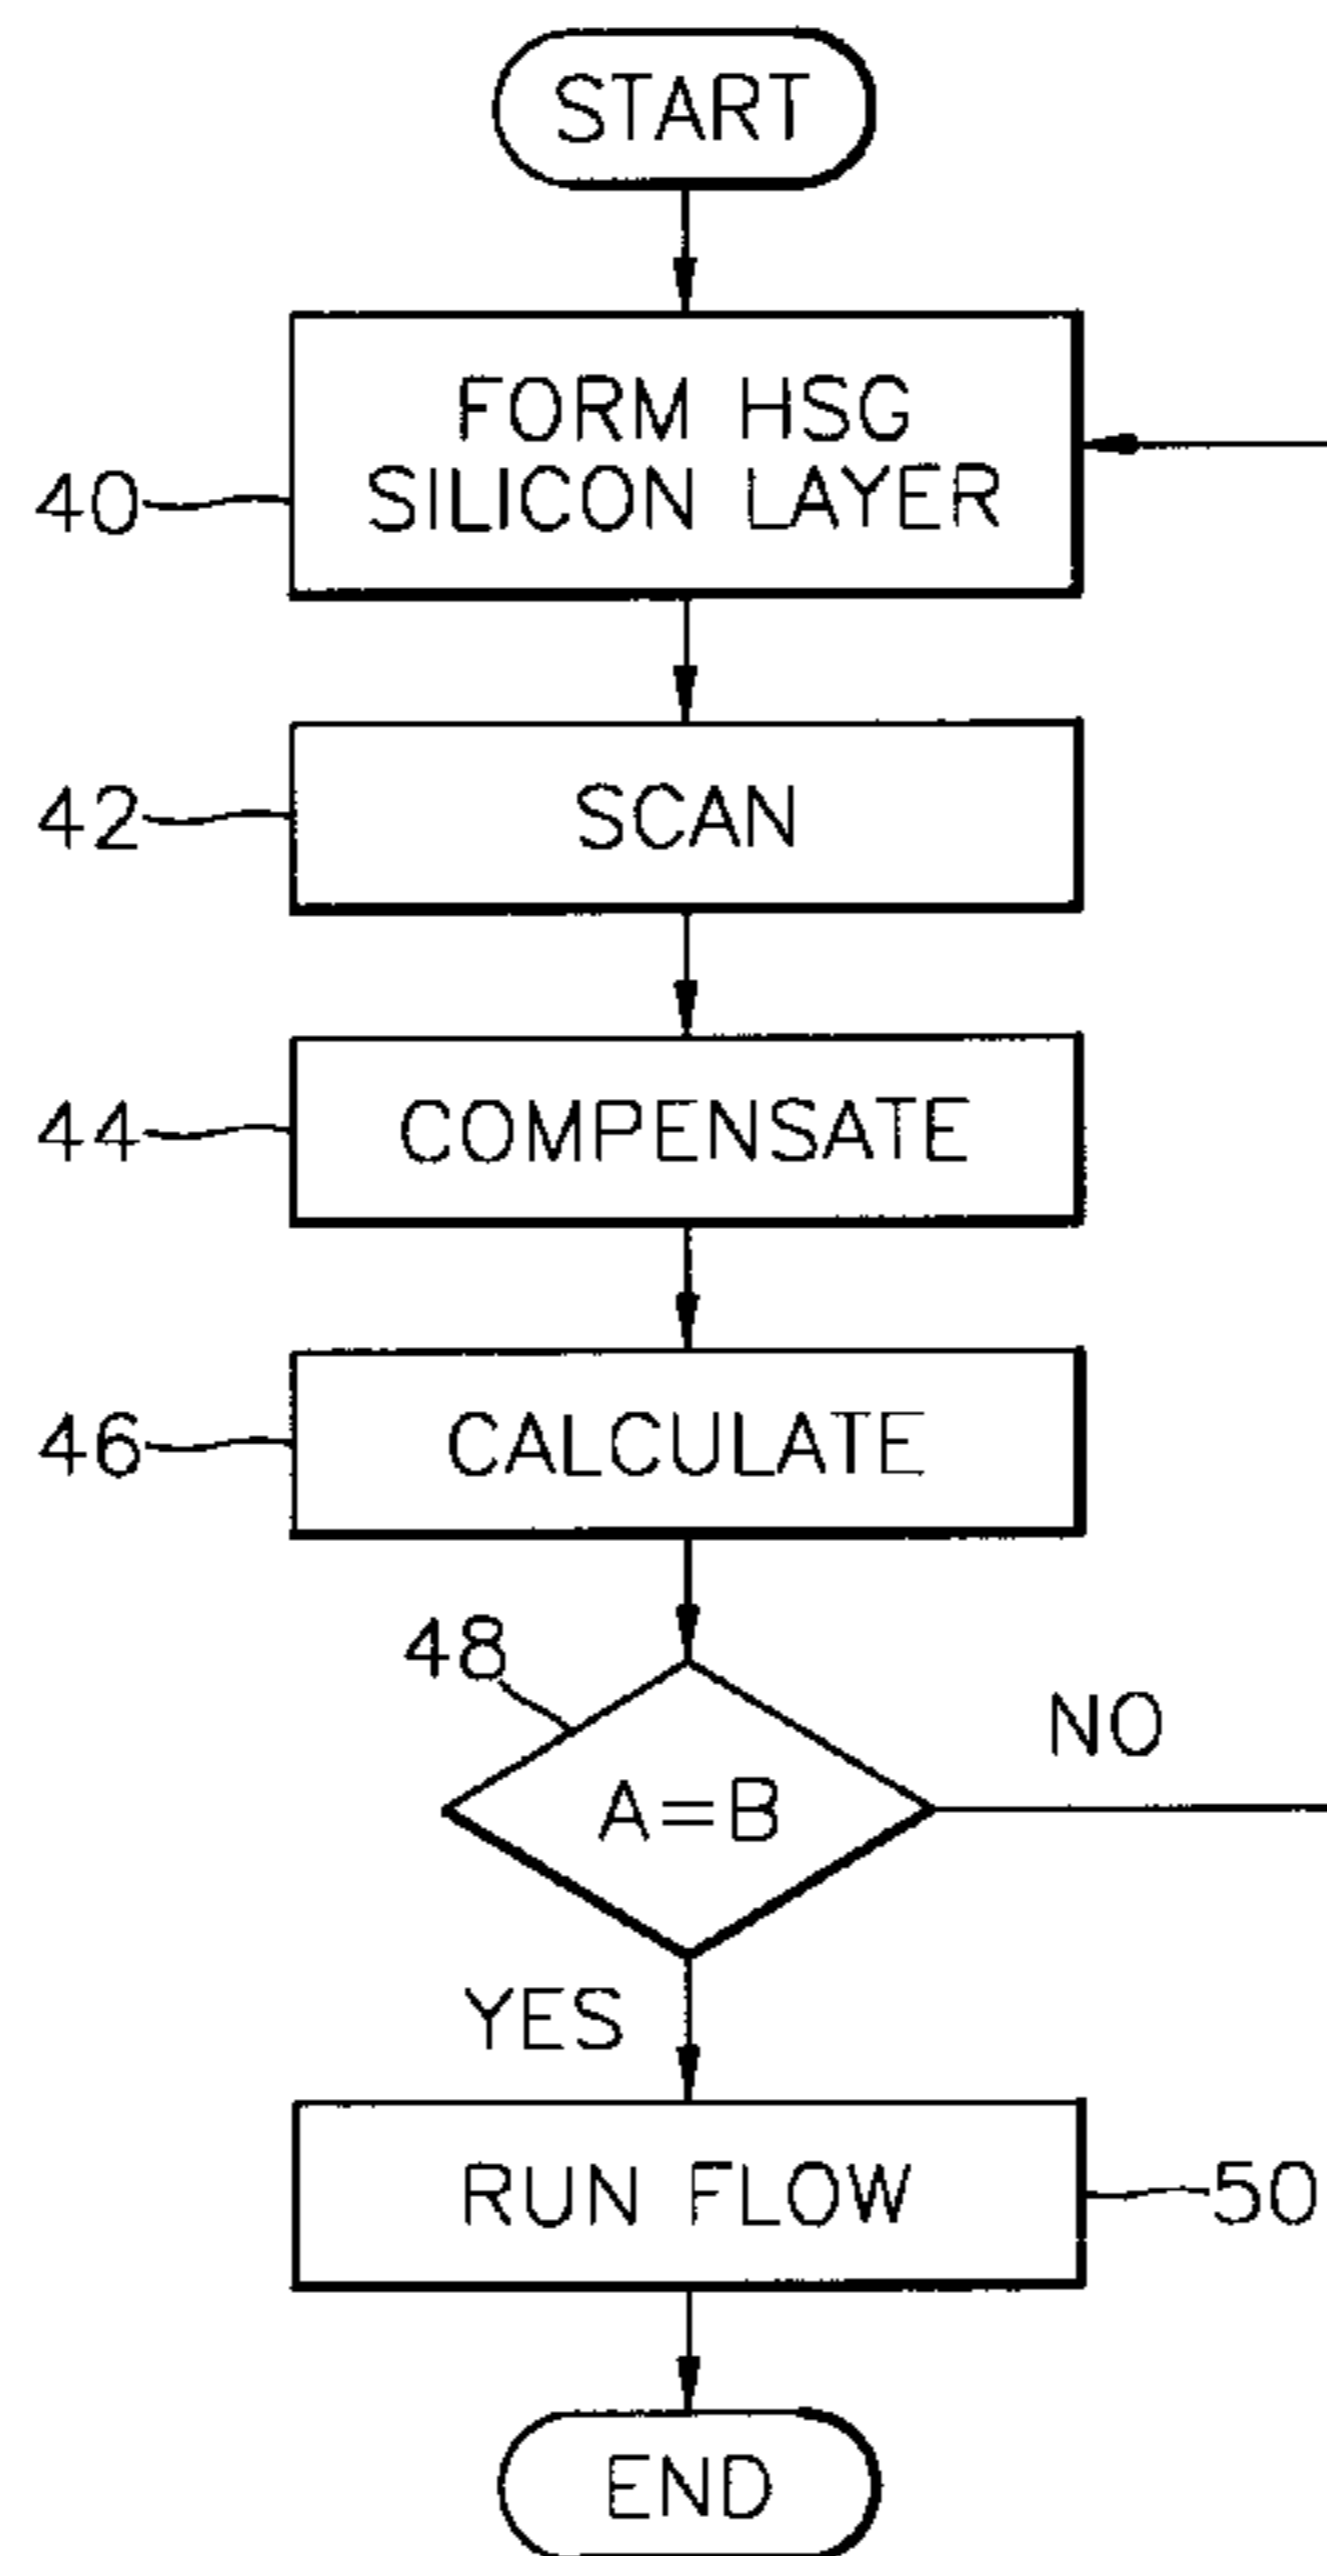 START
FORM HSG
SILICON LAYER
40
SCAN
42
COMPENSATE
44
CALCULATE
46
48
A=B
NO
YES
RUN FLOW
50
END